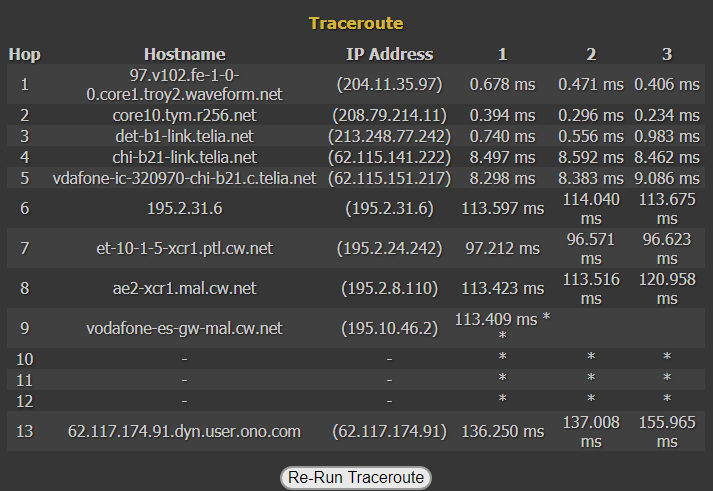 Traceroute
Hop Hostname IP Address 1 2 3
1 97.v102.fe-1-0-0.core1.troy2.waveform.net (204.11.35.97) 0.678 ms 0.471 ms 0.406 ms
2 core10.tym.r256.net (208.79.214.11) 0.394 ms 0.296 ms 0.234 ms
3 det-b1-link.telia.net (213.248.77.242) 0.740 ms 0.556 ms 0.983 ms
4 chi-b21-link.telia.net (62.115.141.222) 8.497 ms 8.592 ms 8.462 ms
5 vdafone-ic-320970-chi-b21.c.telia.net (62.115.151.217) 8.298 ms 8.383 ms 9.086 ms
6 195.2.31.6 (195.2.31.6) 113.597 ms 114.040 ms 113.675 ms
7 et-10-1-5-xcr1.ptl.cw.net (195.2.24.242) 97.212 ms 96.571 ms 96.623 ms
8 ae2-xcr1.mal.cw.net (195.2.8.110) 113.423 ms 113.516 ms 120.958 ms
9 vodafone-es-gw-mal.cw.net (195.10.46.2) 113.409 ms * *
10 - - * * *
11 - - * * *
12 - - * * *
13 62.117.174.91.dyn.user.ono.com (62.117.174.91) 136.250 ms 137.008 ms 155.965 ms
Re-Run Traceroute